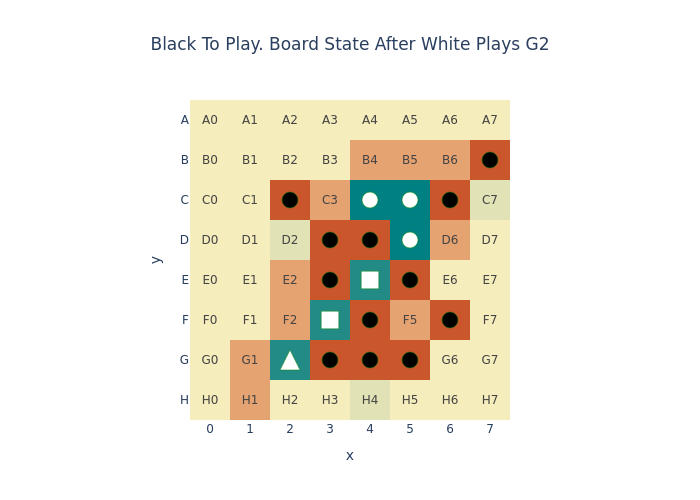 Black To Play. Board State After White Plays G2
A A0 A1 A2 A3 A4 A5 A6 A7
B B0 B1 B2 B3 B4 B5 B6
C C0 C1 C3 C7
D D0 D1 D2 D6 D7
y
E E0 E1 E2 E6 E7
F F0 F1 F2 F5 F7
G G0 G1 G6 G7
H H0 H1 H2 H3 H4 H5 H6 H7
0 1 2 3 4 5 6 7
x